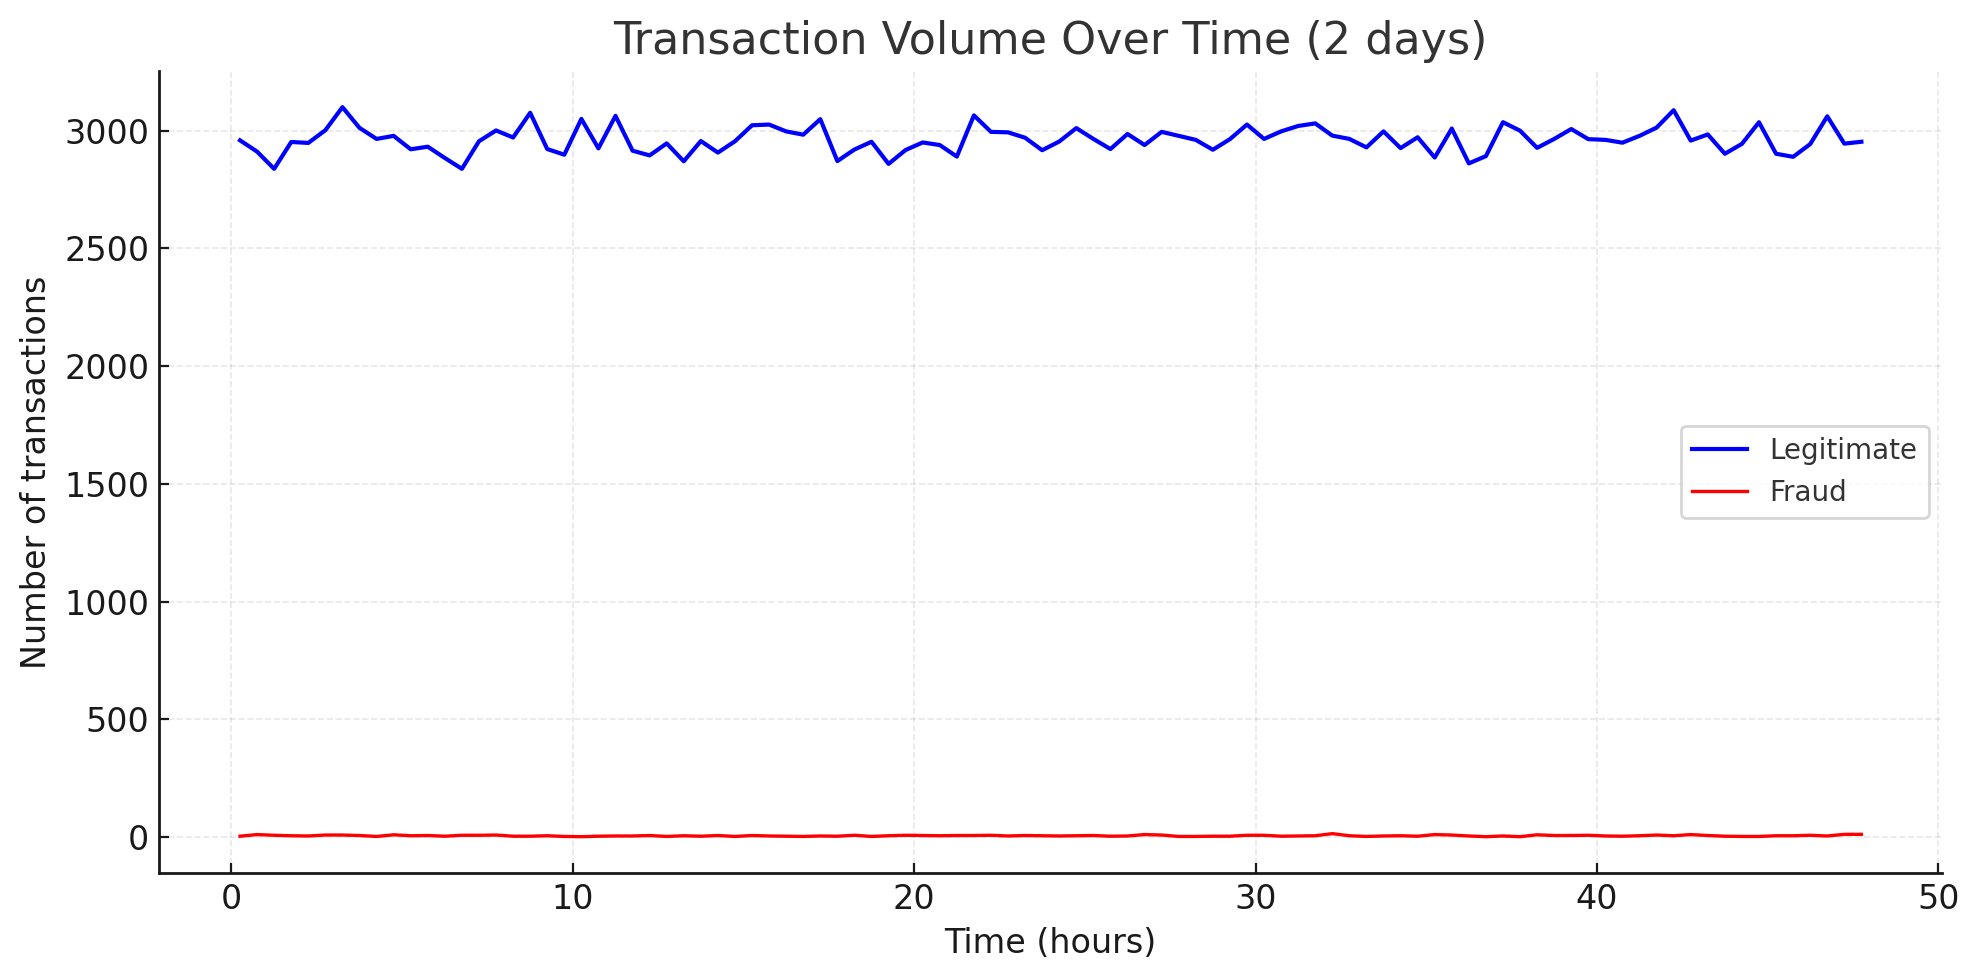 Transaction Volume Over Time (2 days)
Number of transactions
3000
2500
2000
1500
1000
500
0
Legitimate
Fraud
0 10 20 30 40 50
Time (hours)